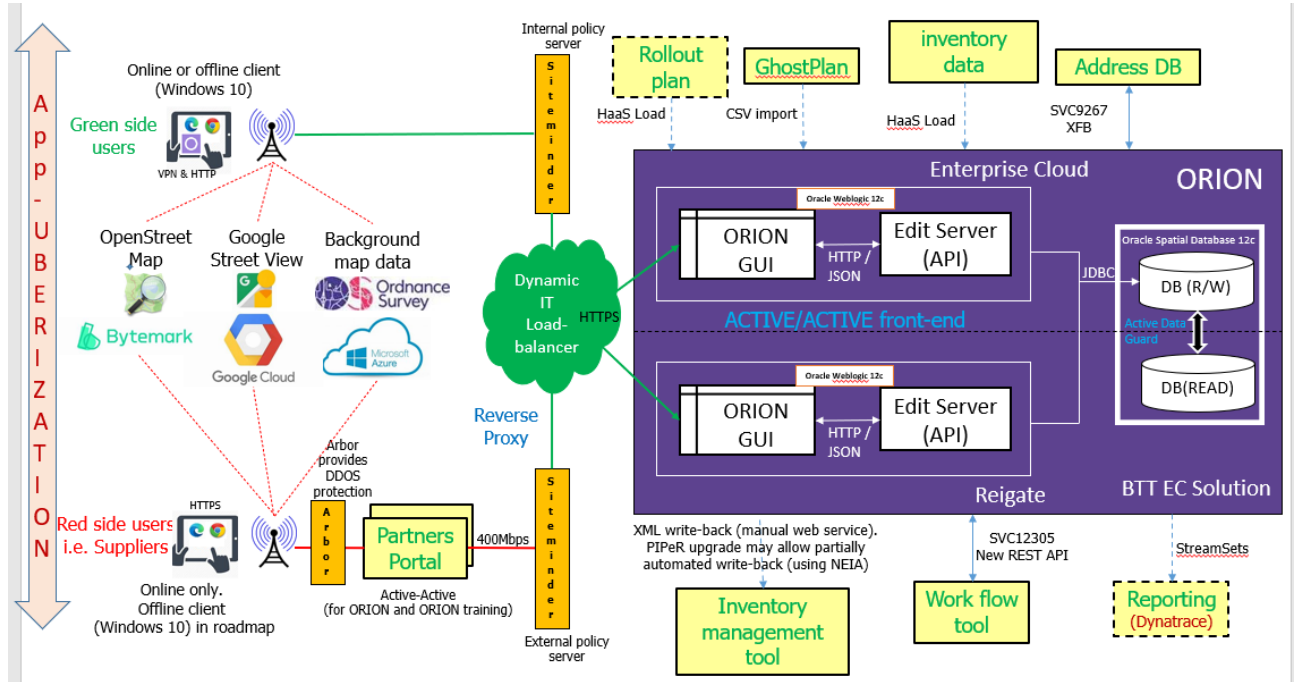 App-UBERIZATION
Online or offline client
(Windows 10)
Green side
users
VPN & HTTP
OpenStreet
Map
Bytemark
Google
Street View
Google Cloud
Background
map data
Ordnance
Survey
Microsoft
Azure
HTTPS
Red side users
i.e. Suppliers
Online only.
Offline client
(Windows 10) in roadmap
Arbor
provides
DDOS
protection
Arbor
Partners
Portal
400Mbps
Active-Active
(for ORION and ORION training)
Internal policy
server
Siteminder
Dynamic
IT
Load-
balancer
HTTPS
Reverse
Proxy
Siteminder
External policy
server
Rollout
plan
HaaS Load
GhostPlan
CSV import
inventory
data
HaaS Load
Address DB
SVC9267
XFB
Enterprise Cloud
ORION
Oracle Weblogic 12c
ORION
GUI
HTTP /
JSON
Edit Server
(API)
JDBC
Oracle Spatial Database 12c
DB (R/W)
Active Data
Guard
DB(READ)
ACTIVE/ACTIVE front-end
Oracle Weblogic 12c
ORION
GUI
HTTP /
JSON
Edit Server
(API)
Reigate
BTT EC Solution
XML write-back (manual web service).
PIPeR upgrade may allow partially
automated write-back (using NEIA)
SVC12305
New REST API
StreamSets
Inventory
management
tool
Work flow
tool
Reporting
(Dynatrace)